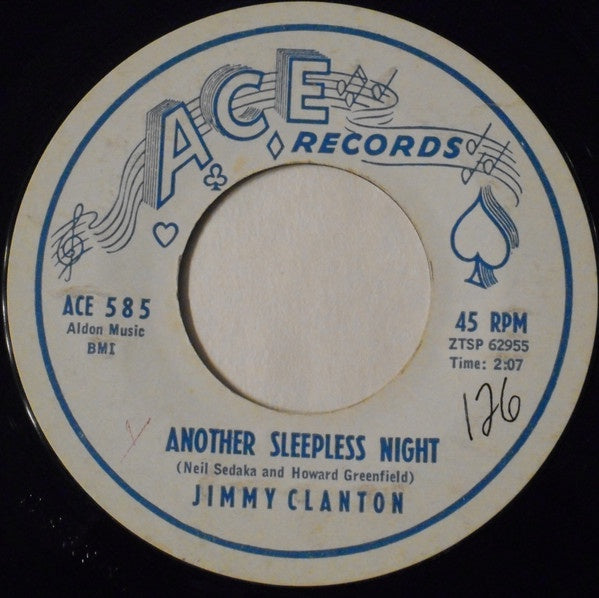 ACE
RECORDS
ACE 585
Aldon Music
BMI
45 RPM
ZTSP 62955
Time: 2:07
126
ANOTHER SLEEPLESS NIGHT
(Neil Sedaka and Howard Greenfield)
JIMMY CLANTON